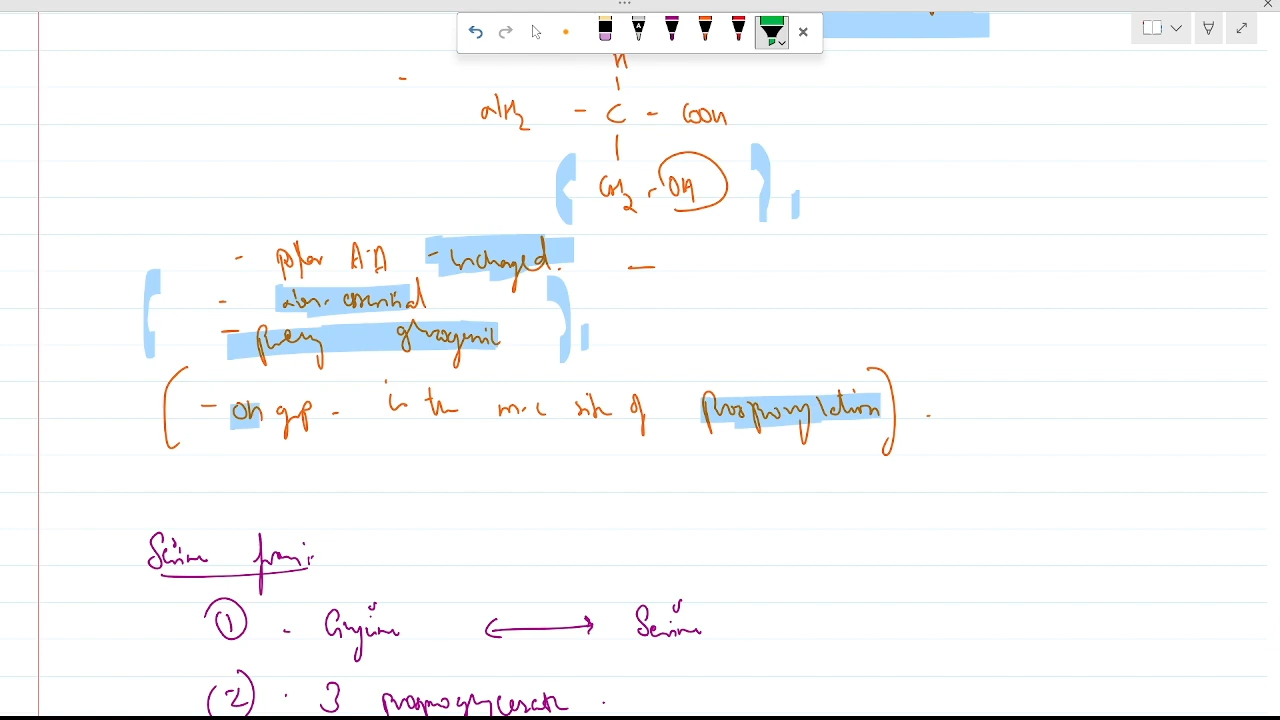 H
NH2 - C - COOH
CH2 - OH
- polar A.A - uncharged.
- non-essential
- purely glucogenic
- OH grp - is the m.c site of phosphorylation
Serine from:
① - Glycine ⟷ Serine
(2) · 3 phosphoglycerate